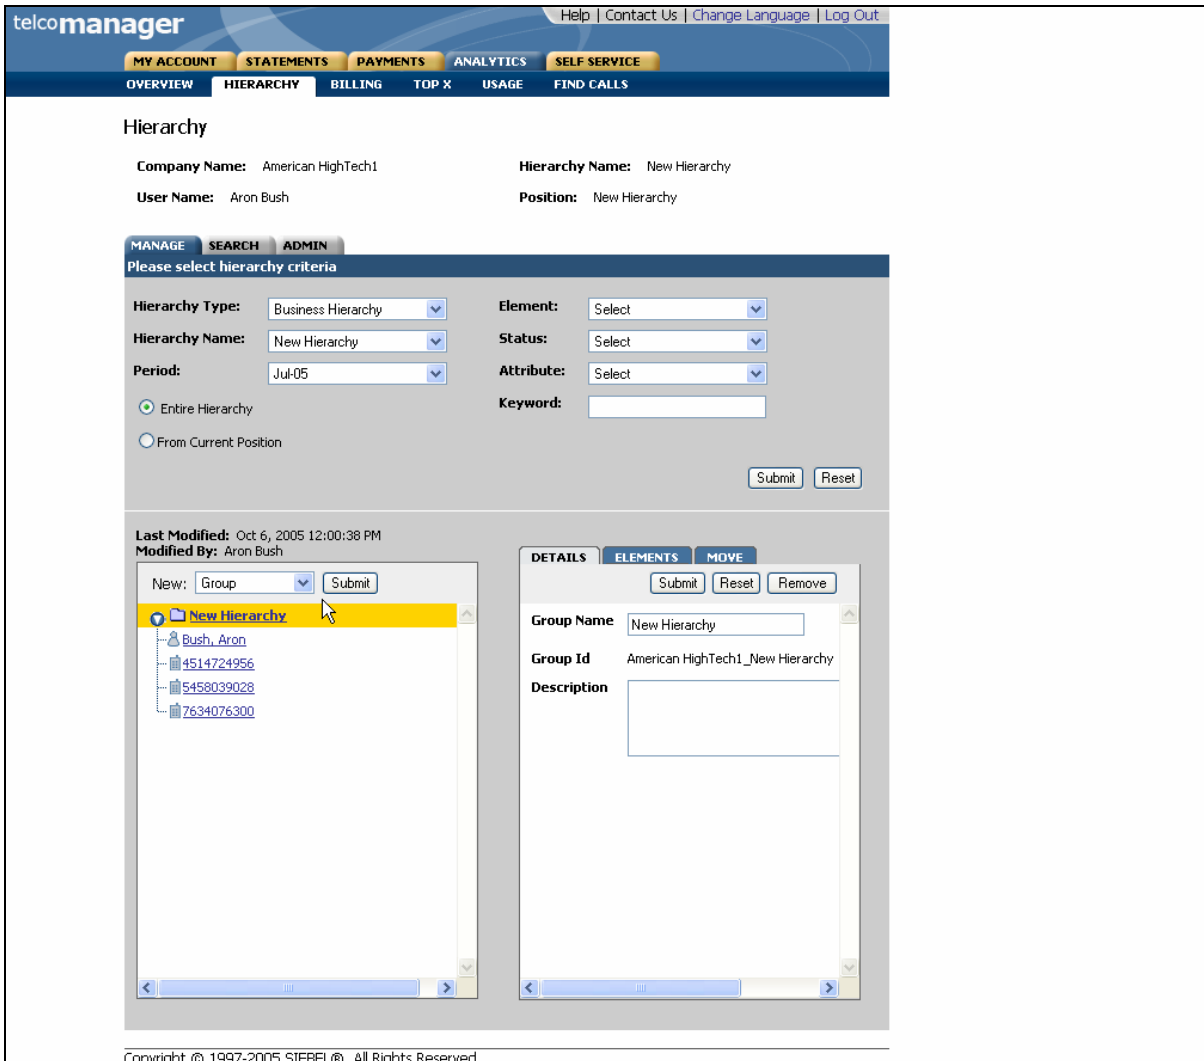 telcomanager
Help | Contact Us | Change Language | Log Out
MY ACCOUNT STATEMENTS PAYMENTS ANALYTICS SELF SERVICE
OVERVIEW HIERARCHY BILLING TOP X USAGE FIND CALLS
Hierarchy
Company Name: American HighTech1 Hierarchy Name: New Hierarchy
User Name: Aron Bush Position: New Hierarchy
MANAGE SEARCH ADMIN
Please select hierarchy criteria
Hierarchy Type: Business Hierarchy Element: Select
Hierarchy Name: New Hierarchy Status: Select
Period: Jul-05 Attribute: Select
Entire Hierarchy Keyword:
From Current Position
Submit Reset
Last Modified: Oct 6, 2005 12:00:38 PM
Modified By: Aron Bush
New: Group Submit
New Hierarchy
Bush, Aron
4514724956
5458039028
7634076300
DETAILS ELEMENTS MOVE
Submit Reset Remove
Group Name New Hierarchy
Group Id American HighTech1_New Hierarchy
Description
Copyright © 1997-2005 SIEBEL®. All Rights Reserved